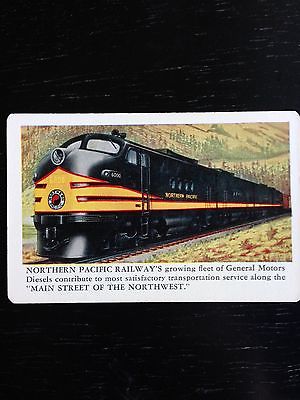 6000
NORTHERN PACIFIC
NORTHERN PACIFIC RAILWAY'S growing fleet of General Motors
Diesels contribute to most satisfactory transportation service along the
"MAIN STREET OF THE NORTHWEST."